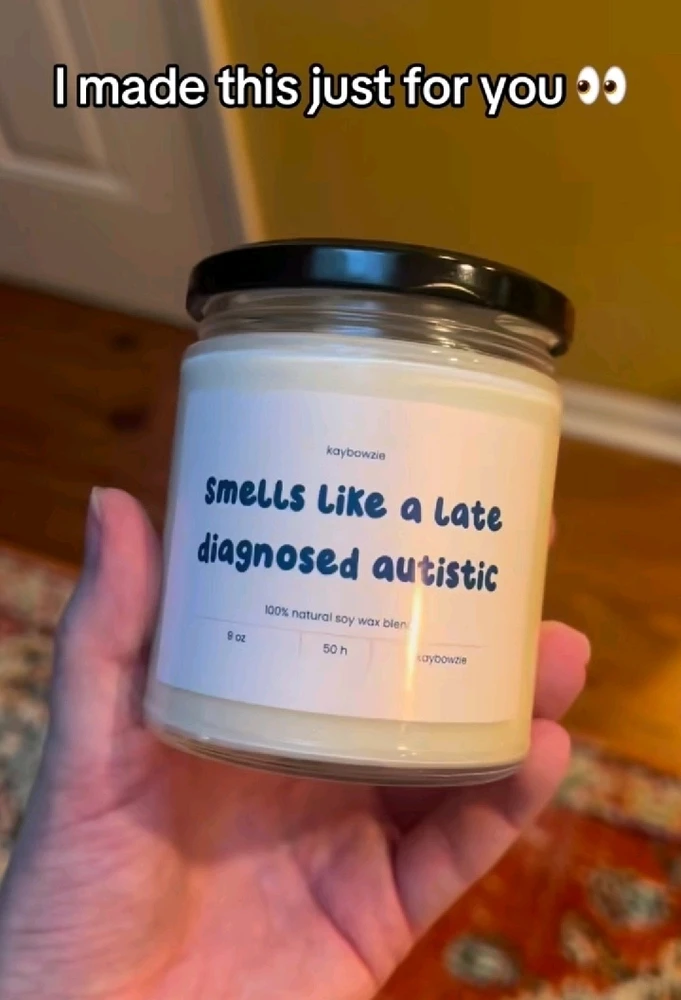 I made this just for you 👀
kaybowzie
smells like a late
diagnosed autistic
100% natural soy wax blend
9 oz
50 h
kaybowzie